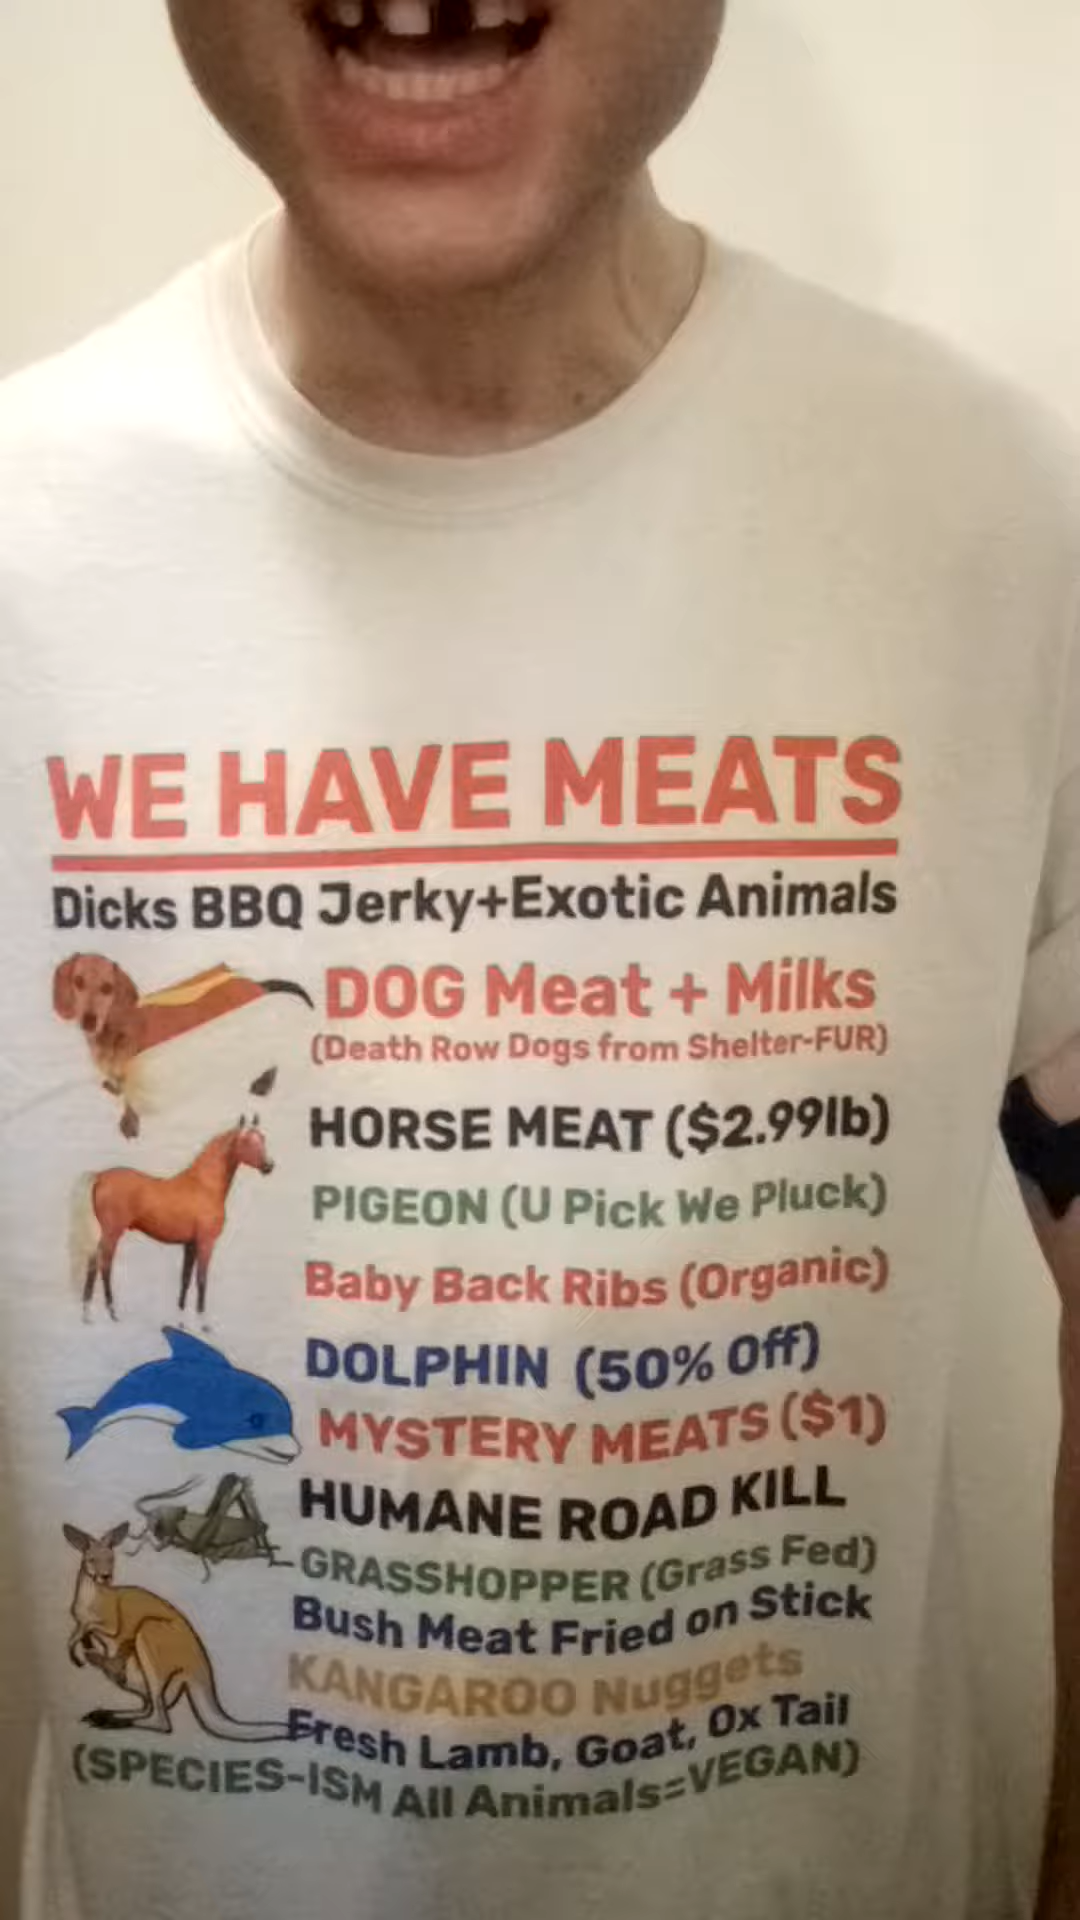 WE HAVE MEATS
Dicks BBQ Jerky+Exotic Animals
DOG Meat + Milks
(Death Row Dogs from Shelter-FUR)
HORSE MEAT ($2.99lb)
PIGEON (U Pick We Pluck)
Baby Back Ribs (Organic)
DOLPHIN (50% Off)
MYSTERY MEATS ($1)
HUMANE ROAD KILL
GRASSHOPPER (Grass Fed)
Bush Meat Fried on Stick
KANGAROO Nuggets
Fresh Lamb, Goat, Ox Tail
(SPECIES-ISM All Animals=VEGAN)